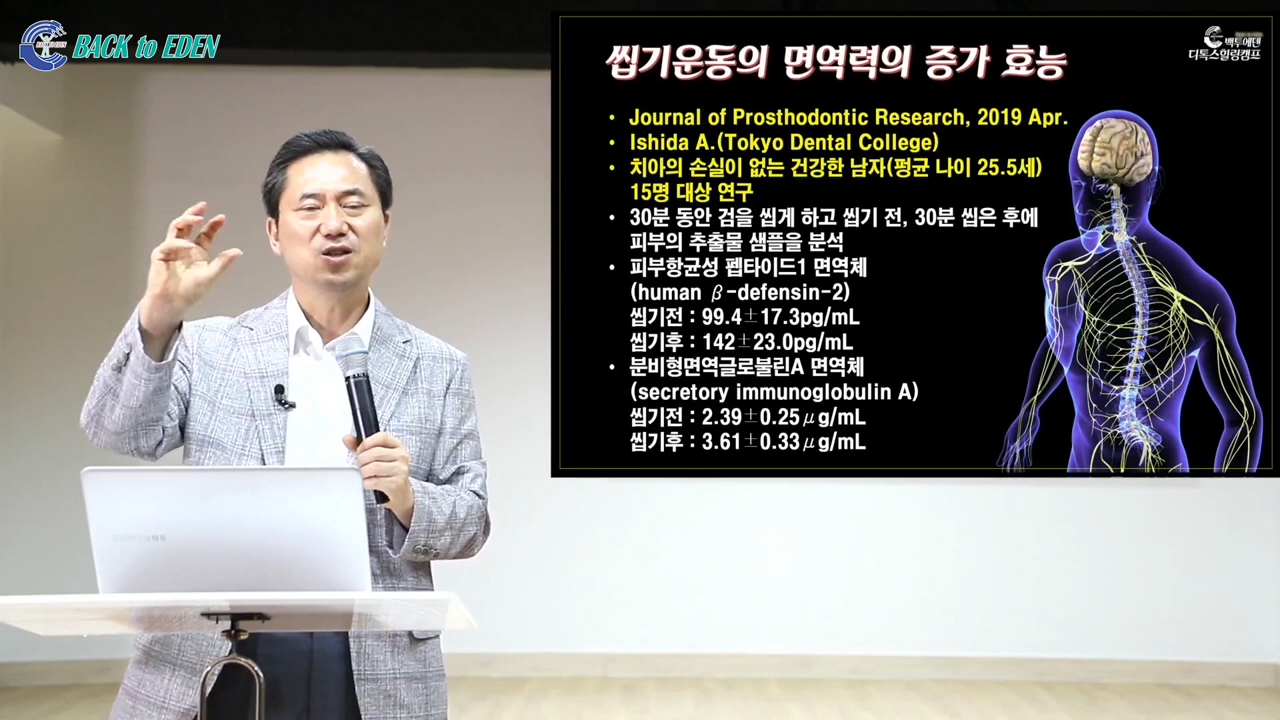 BACK to EDEN
백투에덴
디톡스힐링캠프
씹기운동의 면역력의 증가 효능
• Journal of Prosthodontic Research, 2019 Apr.
• Ishida A.(Tokyo Dental College)
• 치아의 손실이 없는 건강한 남자(평균 나이 25.5세)
15명 대상 연구
• 30분 동안 검을 씹게 하고 씹기 전, 30분 씹은 후에
피부의 추출물 샘플을 분석
• 피부항균성 펩타이드1 면역체
(human β-defensin-2)
씹기전 : 99.4±17.3pg/mL
씹기후 : 142±23.0pg/mL
• 분비형면역글로불린A 면역체
(secretory immunoglobulin A)
씹기전 : 2.39±0.25μg/mL
씹기후 : 3.61±0.33μg/mL
SAMSUNG